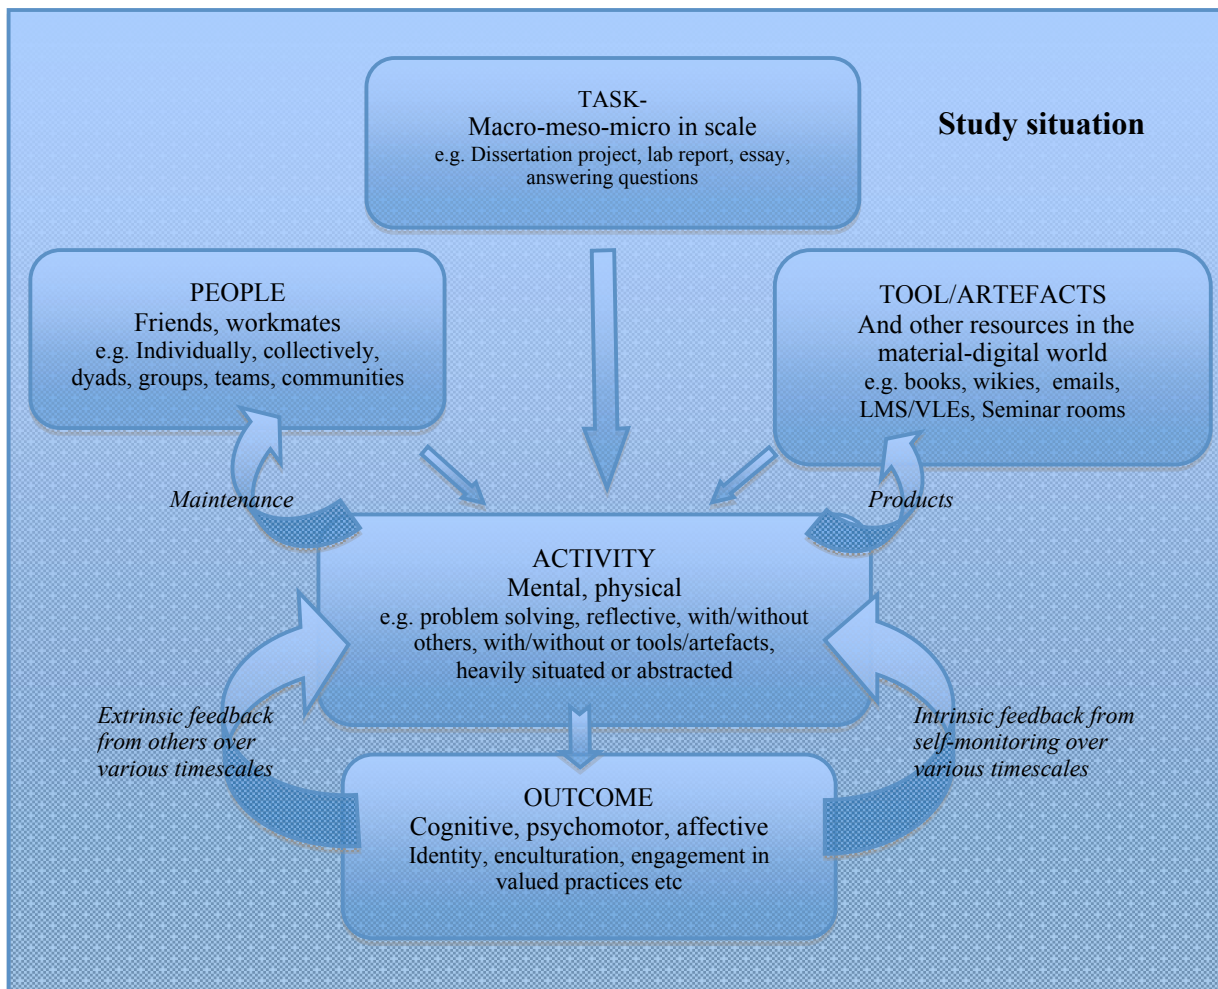 TASK-
Macro-meso-micro in scale
e.g. Dissertation project, lab report, essay,
answering questions
Study situation
PEOPLE
Friends, workmates
e.g. Individually, collectively,
dyads, groups, teams, communities
TOOL/ARTEFACTS
And other resources in the
material-digital world
e.g. books, wikies, emails,
LMS/VLEs, Seminar rooms
Maintenance
Products
ACTIVITY
Mental, physical
e.g. problem solving, reflective, with/without
others, with/without or tools/artefacts,
heavily situated or abstracted
Extrinsic feedback
from others over
various timescales
Intrinsic feedback from
self-monitoring over
various timescales
OUTCOME
Cognitive, psychomotor, affective
Identity, enculturation, engagement in
valued practices etc